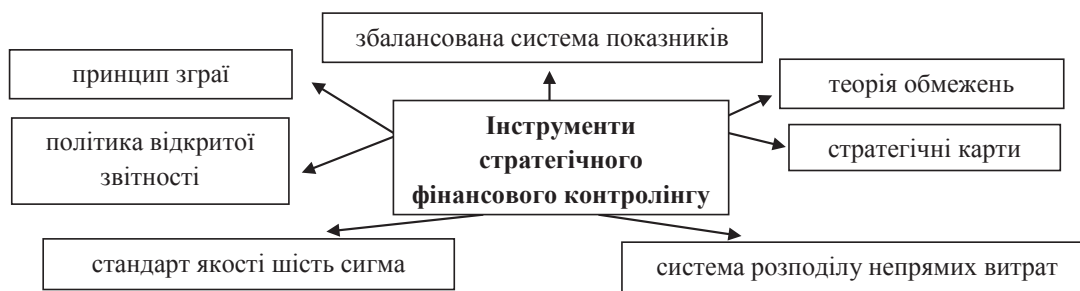 збалансована система показників
принцип зграї
теорія обмежень
Інструменти
стратегічного
фінансового контролінгу
політика відкритої
звітності
стратегічні карти
стандарт якості шість сигма
система розподілу непрямих витрат